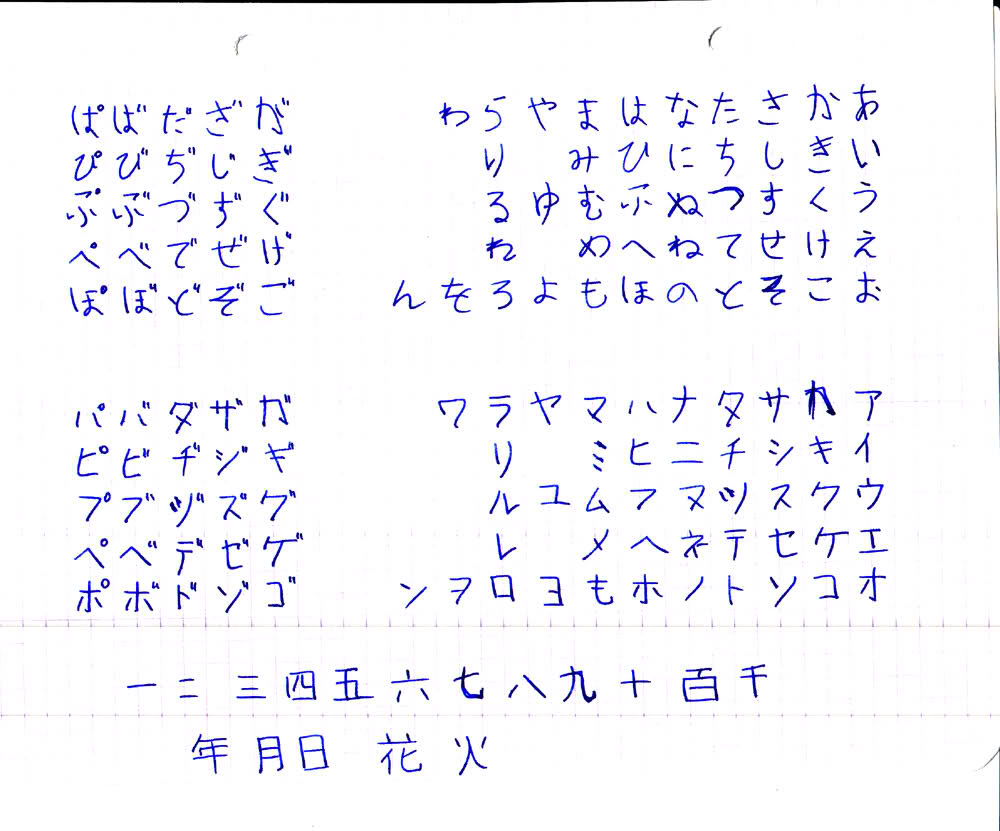 ぱばだざが わらやまはなたさかあ
ぴびぢじぎ り みひにちしきい
ぷぶづずぐ るゆむふぬつすくう
ぺべでぜげ れ めへねてせけえ
ぽぼどぞご んをろよもほのとそこお
パバダザガ ワラヤマハナタサカア
ピビヂジギ リ ミヒニチシキイ
プブヅズグ ルユムフヌツスクウ
ペベデゼゲ レ メヘネテセケエ
ポボドゾゴ ンヲロヨモホノトソコオ
一二三四五六七八九十百千
年月日 花火